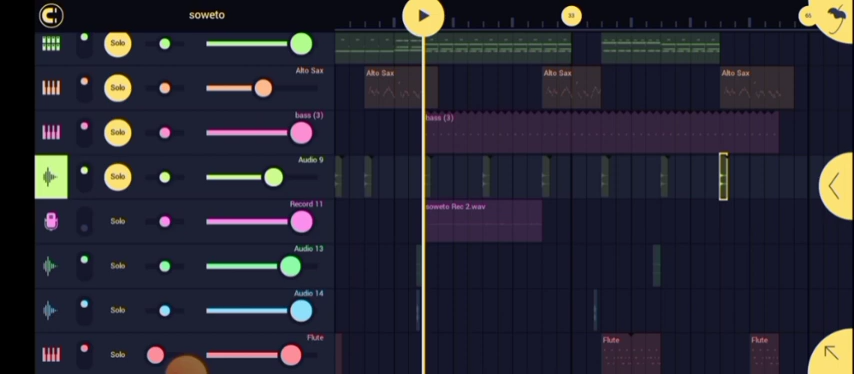 soweto
33
65
Solo
Alto Sax
Alto Sax
Alto Sax
Alto Sax
Solo
bass (3)
bass (3)
Solo
Audio 9
Solo
Record 11
soweto Rec 2.wav
Solo
Audio 13
Solo
Audio 14
Solo
Flute
Flute
Flute
Solo